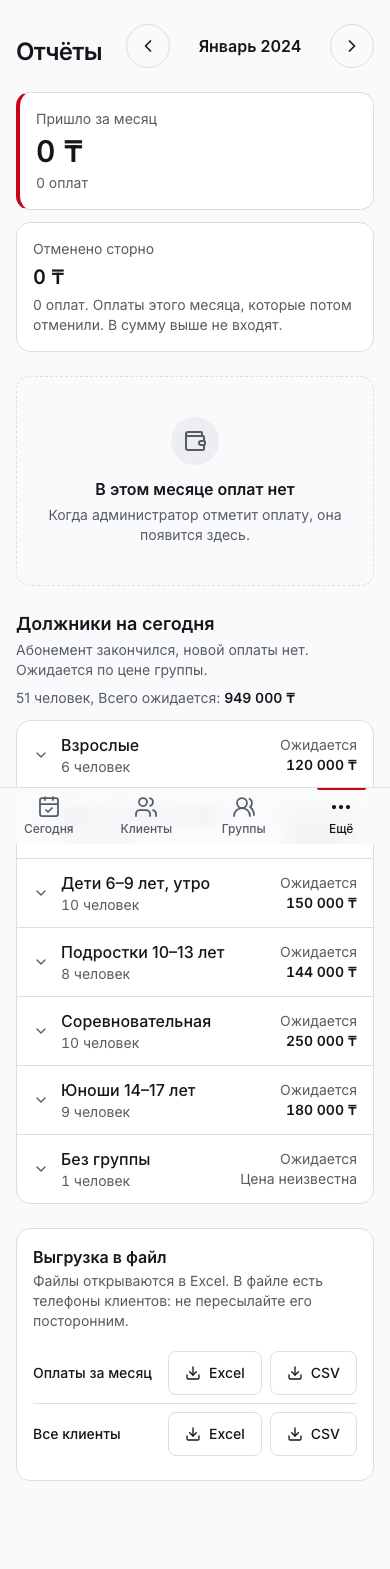 Отчёты
Январь 2024
Пришло за месяц
0 ₸
0 оплат
Отменено сторно
0 ₸
0 оплат. Оплаты этого месяца, которые потом
отменили. В сумму выше не входят.
В этом месяце оплат нет
Когда администратор отметит оплату, она
появится здесь.
Должники на сегодня
Абонемент закончился, новой оплаты нет.
Ожидается по цене группы.
51 человек, Всего ожидается: 949 000 ₸
Взрослые
Ожидается
6 человек
120 000 ₸
Сегодня
Клиенты
Группы
Ещё
Дети 6–9 лет, утро
Ожидается
10 человек
150 000 ₸
Подростки 10–13 лет
Ожидается
8 человек
144 000 ₸
Соревновательная
Ожидается
10 человек
250 000 ₸
Юноши 14–17 лет
Ожидается
9 человек
180 000 ₸
Без группы
Ожидается
1 человек
Цена неизвестна
Выгрузка в файл
Файлы открываются в Excel. В файле есть
телефоны клиентов: не пересылайте его
посторонним.
Оплаты за месяц
Excel
CSV
Все клиенты
Excel
CSV